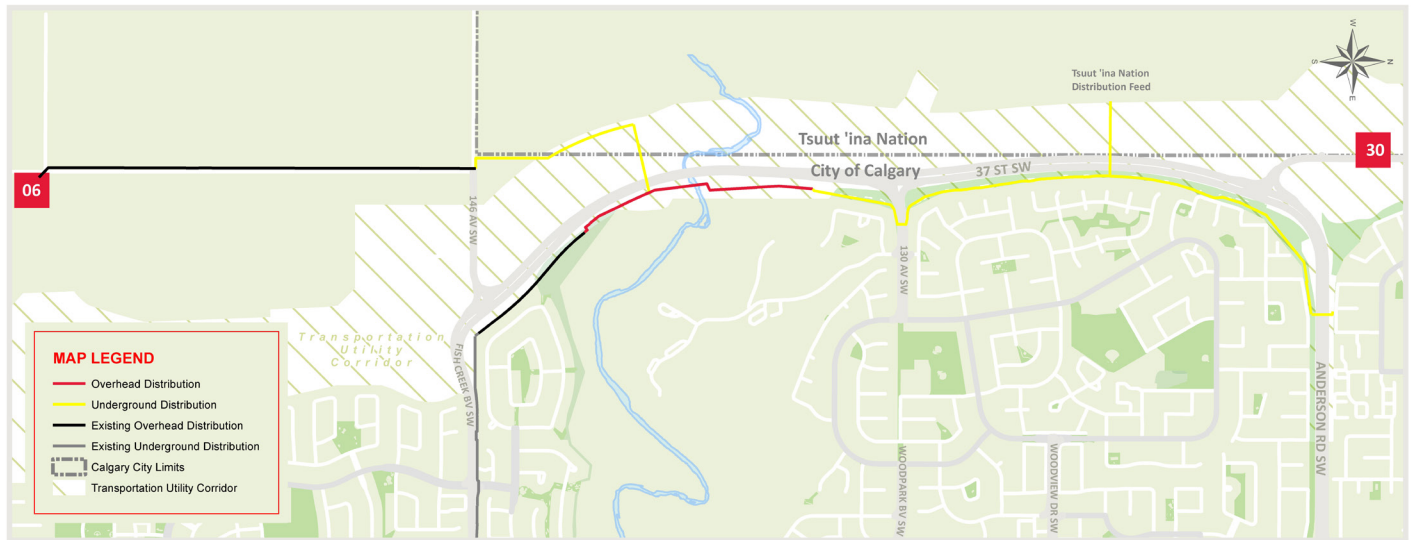 W
S
N
E
Tsuut 'ina Nation
Distribution Feed
Tsuut 'ina Nation
City of Calgary
37 ST SW
30
06
146 AV SW
130 AV SW
Transportation
Utility
Corridor
FISH CREEK BV SW
ANDERSON RD SW
WOODPARK BV SW
WOODVIEW DR SW
MAP LEGEND
Overhead Distribution
Underground Distribution
Existing Overhead Distribution
Existing Underground Distribution
Calgary City Limits
Transportation Utility Corridor